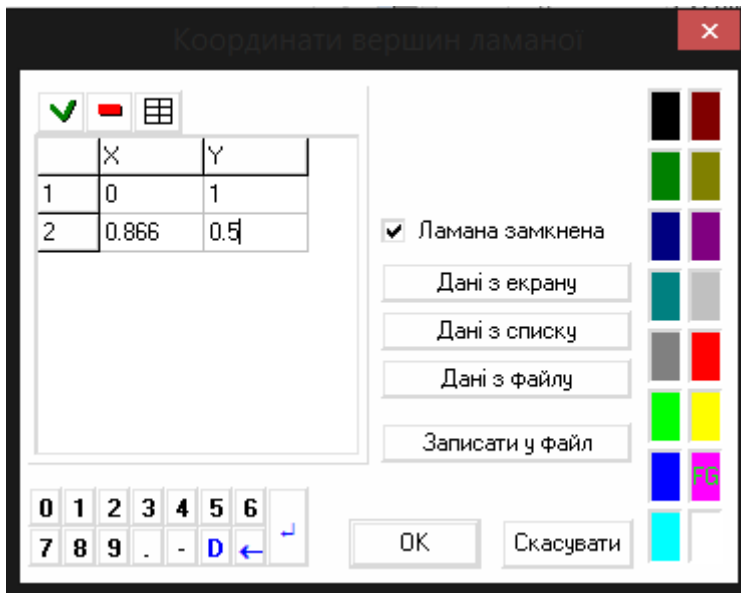 Координати вершин ламаної
X Y
1 0 1
2 0.866 0.5
Ламана замкнена
Дані з екрану
Дані з списку
Дані з файлу
Записати у файл
FG
0 1 2 3 4 5 6
7 8 9 . - D ←
OK Скасувати